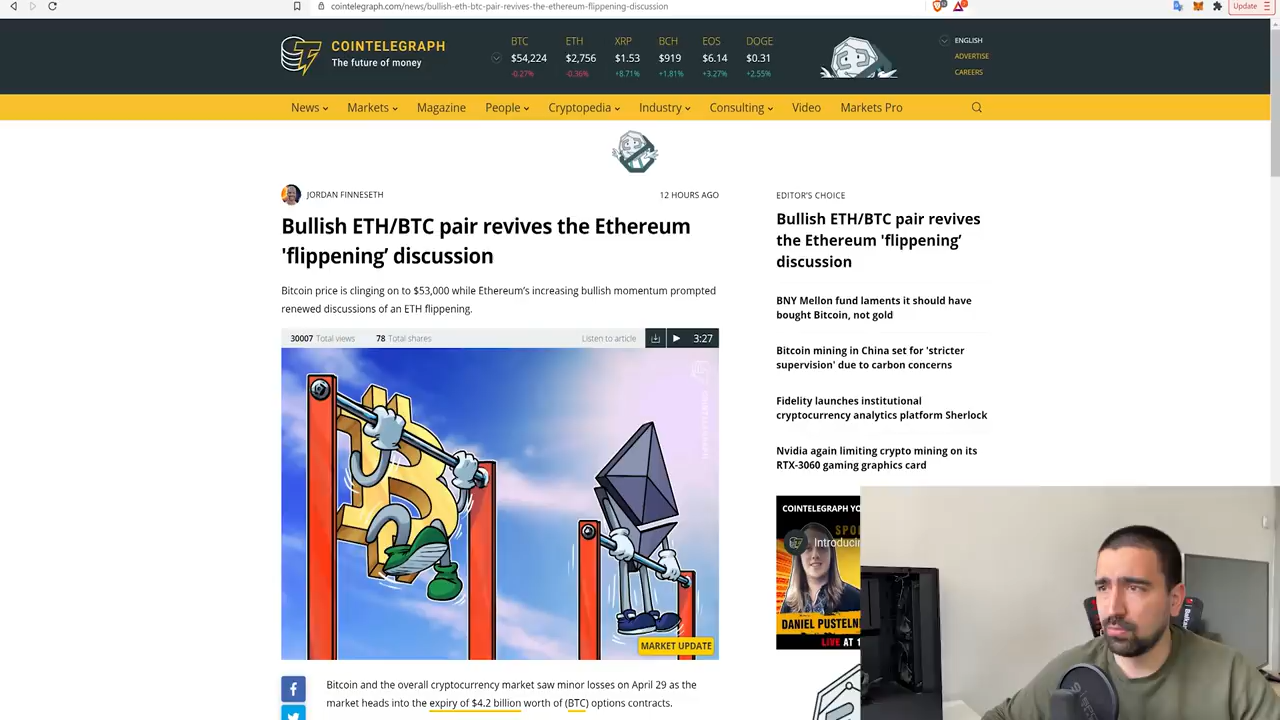 cointelegraph.com/news/bullish-eth-btc-pair-revives-the-ethereum-flippening-discussion
Update
COINTELEGRAPH
The future of money
BTC ETH XRP BCH EOS DOGE
$54,224 $2,756 $1.53 $919 $6.14 $0.31
-0.27% -0.36% +8.71% +1.81% +3.27% +2.55%
ENGLISH
ADVERTISE
CAREERS
News Markets Magazine People Cryptopedia Industry Consulting Video Markets Pro
JORDAN FINNESETH
12 HOURS AGO
Bullish ETH/BTC pair revives the Ethereum
'flippening’ discussion
Bitcoin price is clinging on to $53,000 while Ethereum’s increasing bullish momentum prompted
renewed discussions of an ETH flippening.
30007 Total views 78 Total shares Listen to article 3:27
COINTELEGRAPH
MARKET UPDATE
Bitcoin and the overall cryptocurrency market saw minor losses on April 29 as the
market heads into the expiry of $4.2 billion worth of (BTC) options contracts.
EDITOR'S CHOICE
Bullish ETH/BTC pair revives
the Ethereum 'flippening’
discussion
BNY Mellon fund laments it should have
bought Bitcoin, not gold
Bitcoin mining in China set for 'stricter
supervision' due to carbon concerns
Fidelity launches institutional
cryptocurrency analytics platform Sherlock
Nvidia again limiting crypto mining on its
RTX-3060 gaming graphics card
COINTELEGRAPH YO
SPO
Introducin
DANIEL PUSTELN
LIVE AT 1